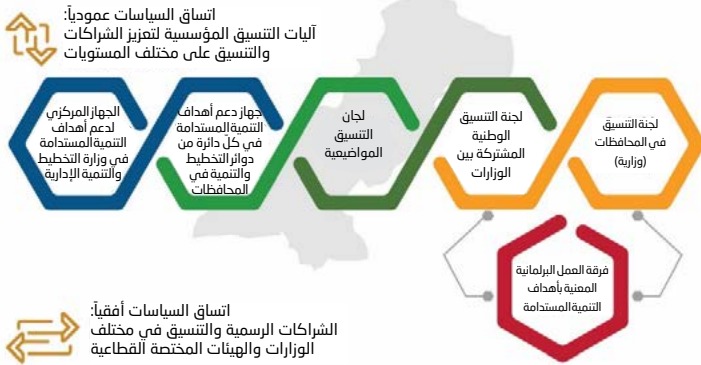 اتساق السياسات عمودياً:
آليات التنسيق المؤسسية لتعزيز الشراكات
والتنسيق على مختلف المستويات
لجنة التنسيق
في المحافظات
(وزارية)
لجنة التنسيق
الوطنية
المشتركة بين
الوزارات
لجان
التنسيق
المواضيعية
جهاز دعم أهداف
التنمية المستدامة
في كلّ دائرة من
دوائر التخطيط
والتنمية في
المحافظات
الجهاز المركزي
لدعم أهداف
التنمية المستدامة
في وزارة التخطيط
والتنمية الإدارية
فرقة العمل البرلمانية
المعنية بأهداف
التنمية المستدامة
اتساق السياسات أفقياً:
الشراكات الرسمية والتنسيق في مختلف
الوزارات والهيئات المختصة القطاعية